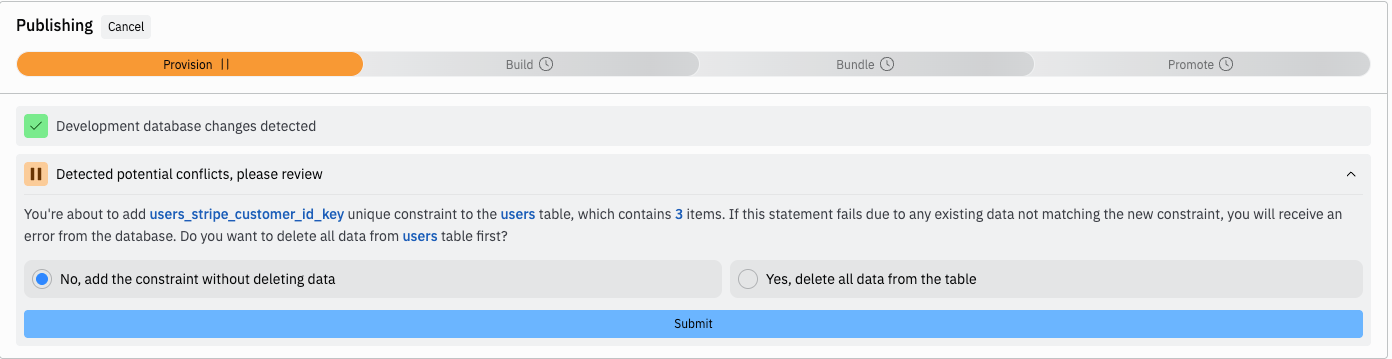 Publishing Cancel
Provision Build Bundle Promote
Development database changes detected
Detected potential conflicts, please review
You're about to add users_stripe_customer_id_key unique constraint to the users table, which contains 3 items. If this statement fails due to any existing data not matching the new constraint, you will receive an
error from the database. Do you want to delete all data from users table first?
No, add the constraint without deleting data Yes, delete all data from the table
Submit